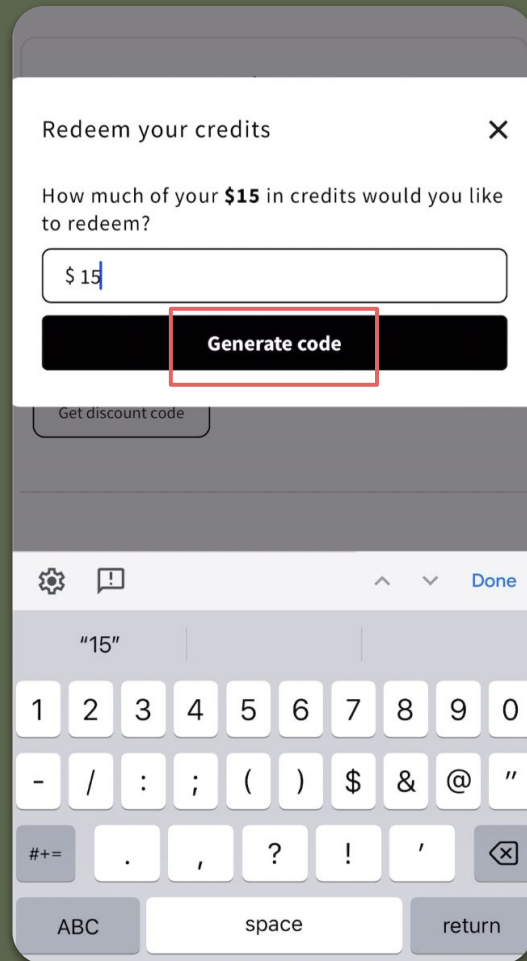 Redeem your credits
How much of your $15 in credits would you like
to redeem?
$ 15
Generate code
Get discount code
Done
“15”
1 2 3 4 5 6 7 8 9 0
- / : ; ( ) $ & @ "
#+= . , ? ! '
ABC space return